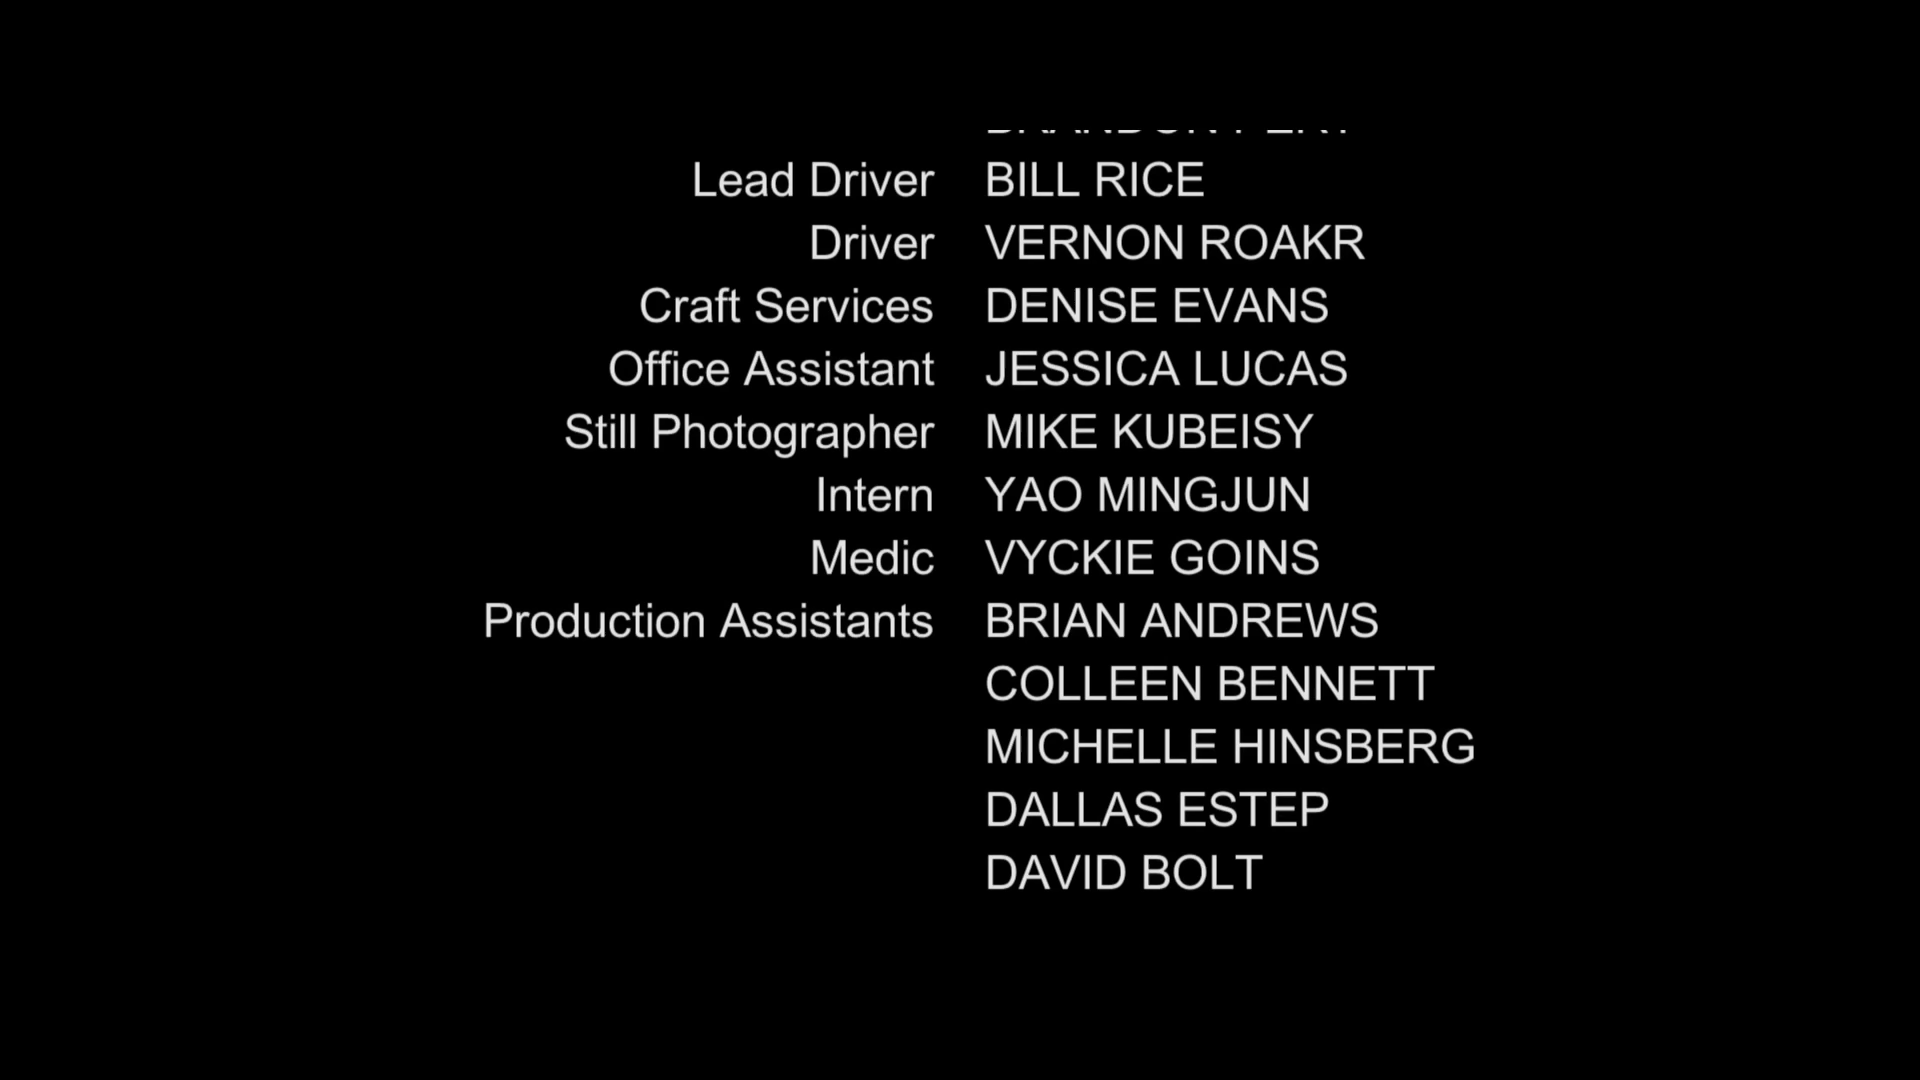 Lead Driver BILL RICE
Driver VERNON ROAKR
Craft Services DENISE EVANS
Office Assistant JESSICA LUCAS
Still Photographer MIKE KUBEISY
Intern YAO MINGJUN
Medic VYCKIE GOINS
Production Assistants BRIAN ANDREWS
COLLEEN BENNETT
MICHELLE HINSBERG
DALLAS ESTEP
DAVID BOLT